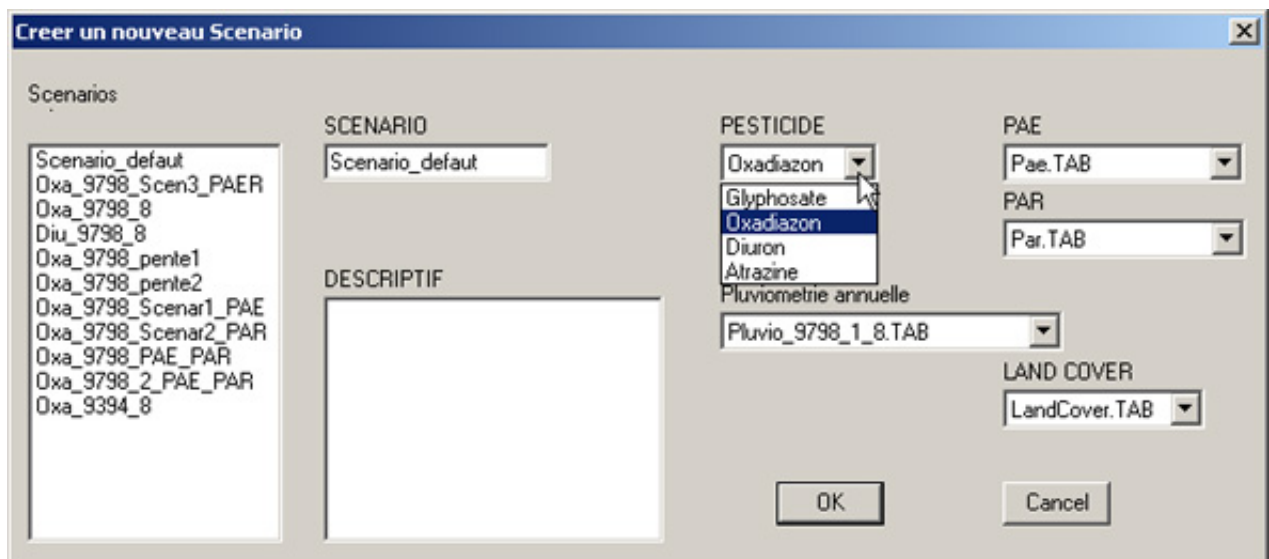 Creer un nouveau Scenario
Scenarios
Scenario_defaut
Oxa_9798_Scen3_PAER
Oxa_9798_8
Diu_9798_8
Oxa_9798_pente1
Oxa_9798_pente2
Oxa_9798_Scenar1_PAE
Oxa_9798_Scenar2_PAR
Oxa_9798_PAE_PAR
Oxa_9798_2_PAE_PAR
Oxa_9394_8
SCENARIO
Scenario_defaut
DESCRIPTIF
PESTICIDE
Oxadiazon
Glyphosate
Oxadiazon
Diuron
Atrazine
Pluviometrie annuelle
Pluvio_9798_1_8.TAB
PAE
Pae.TAB
PAR
Par.TAB
LAND COVER
LandCover.TAB
OK
Cancel